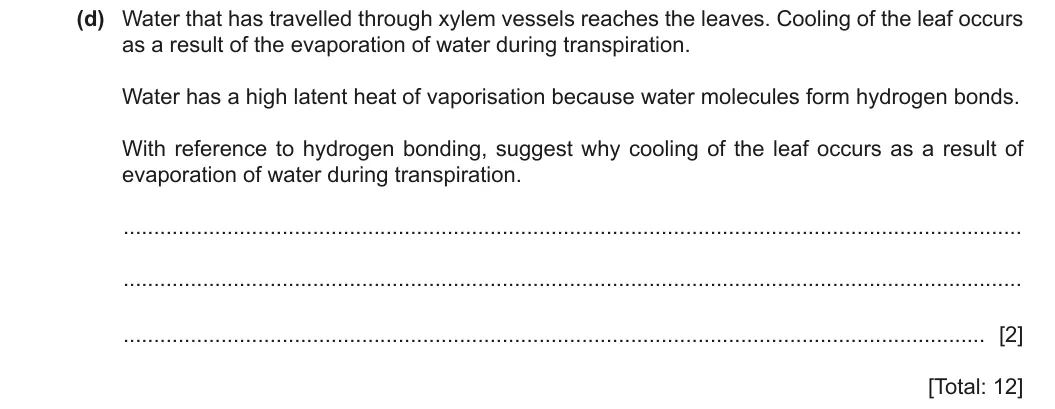 (d) Water that has travelled through xylem vessels reaches the leaves. Cooling of the leaf occurs
as a result of the evaporation of water during transpiration.
Water has a high latent heat of vaporisation because water molecules form hydrogen bonds.
With reference to hydrogen bonding, suggest why cooling of the leaf occurs as a result of
evaporation of water during transpiration.
..........................................................................................................................................
..........................................................................................................................................
..................................................................................................................................... [2]
[Total: 12]